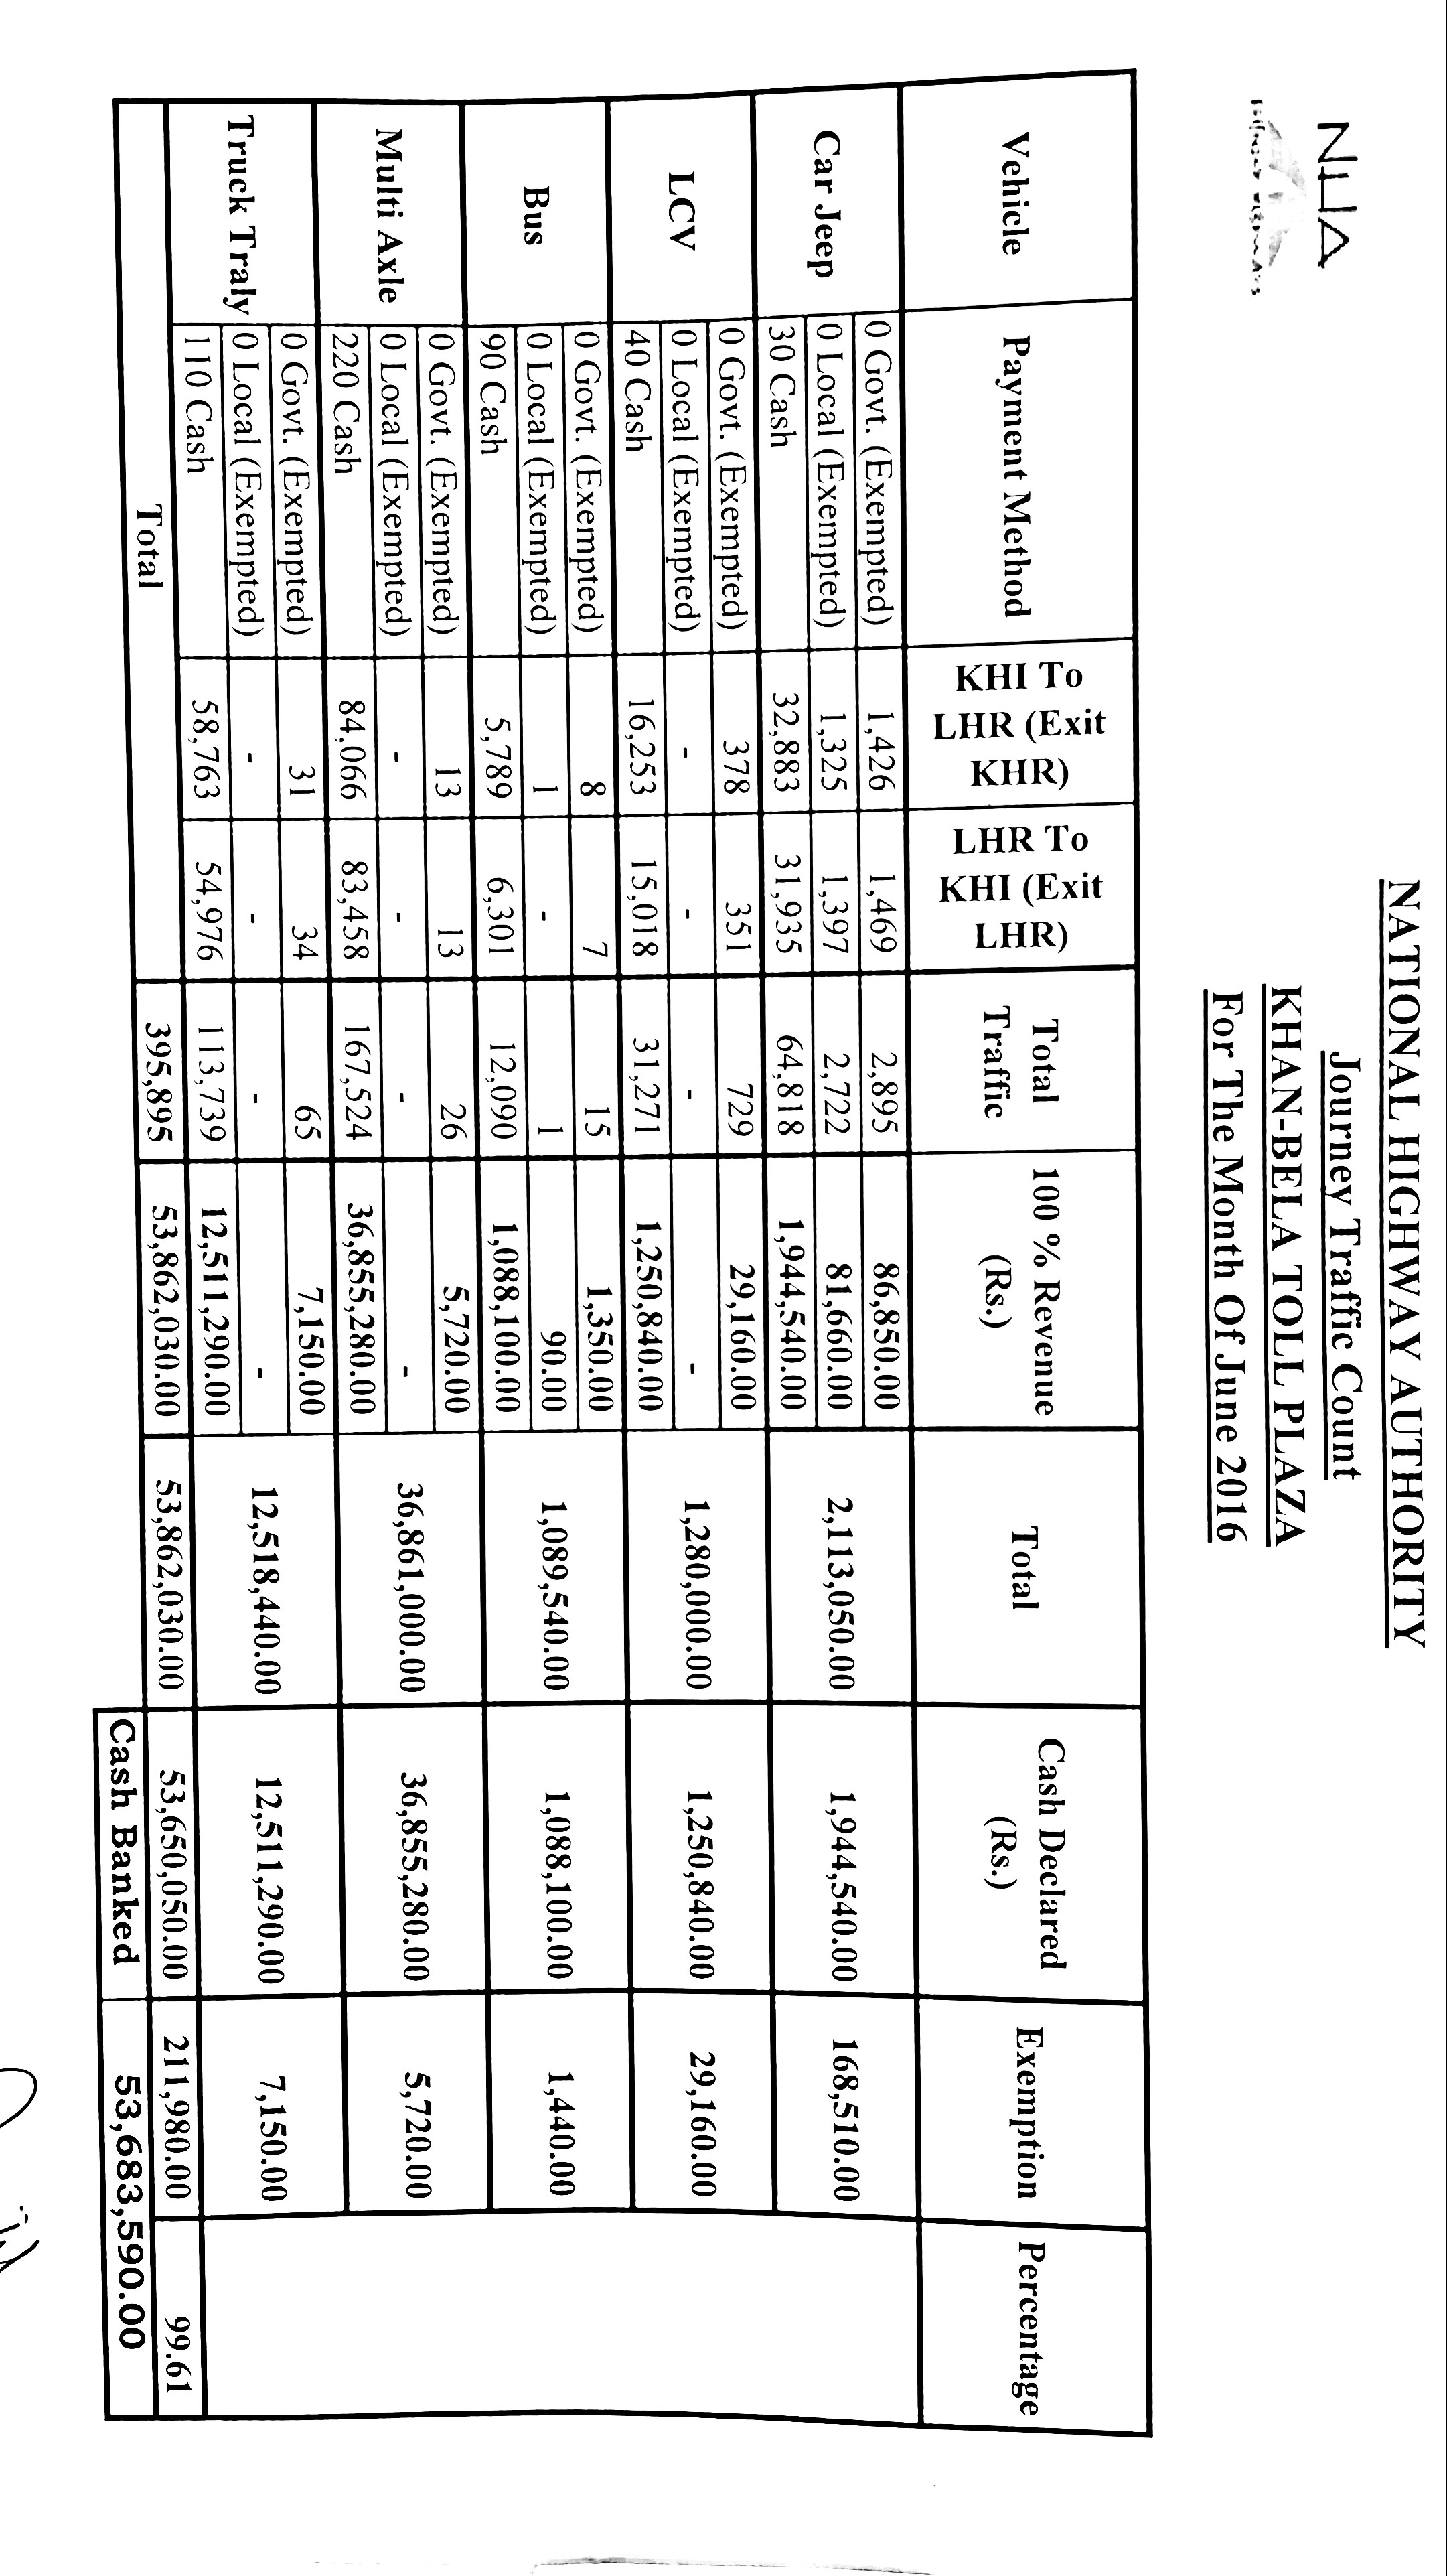 NHA
NATIONAL HIGHWAY AUTHORITY
Journey Traffic Count
KHAN-BELA TOLL PLAZA
For The Month Of June 2016
Vehicle Payment Method KHI To LHR (Exit KHR) LHR To KHI (Exit LHR) Total Traffic 100 % Revenue (Rs.) Total Cash Declared (Rs.) Exemption Percentage
0 Govt. (Exempted) 1,426 1,469 2,895 86,850.00
Car Jeep 0 Local (Exempted) 1,325 1,397 2,722 81,660.00 2,113,050.00 1,944,540.00 168,510.00
30 Cash 32,883 31,935 64,818 1,944,540.00
0 Govt. (Exempted) 378 351 729 29,160.00
LCV 0 Local (Exempted) - - - - 1,280,000.00 1,250,840.00 29,160.00
40 Cash 16,253 15,018 31,271 1,250,840.00
0 Govt. (Exempted) 8 7 15 1,350.00
Bus 0 Local (Exempted) 1 - 1 90.00 1,089,540.00 1,088,100.00 1,440.00
90 Cash 5,789 6,301 12,090 1,088,100.00
0 Govt. (Exempted) 13 13 26 5,720.00
Multi Axle 0 Local (Exempted) - - - - 36,861,000.00 36,855,280.00 5,720.00
220 Cash 84,066 83,458 167,524 36,855,280.00
0 Govt. (Exempted) 31 34 65 7,150.00
Truck Traly 0 Local (Exempted) - - - - 12,518,440.00 12,511,290.00 7,150.00
110 Cash 58,763 54,976 113,739 12,511,290.00
Total 395,895 53,862,030.00 53,862,030.00 53,650,050.00 211,980.00 99.61
Cash Banked 53,683,590.00